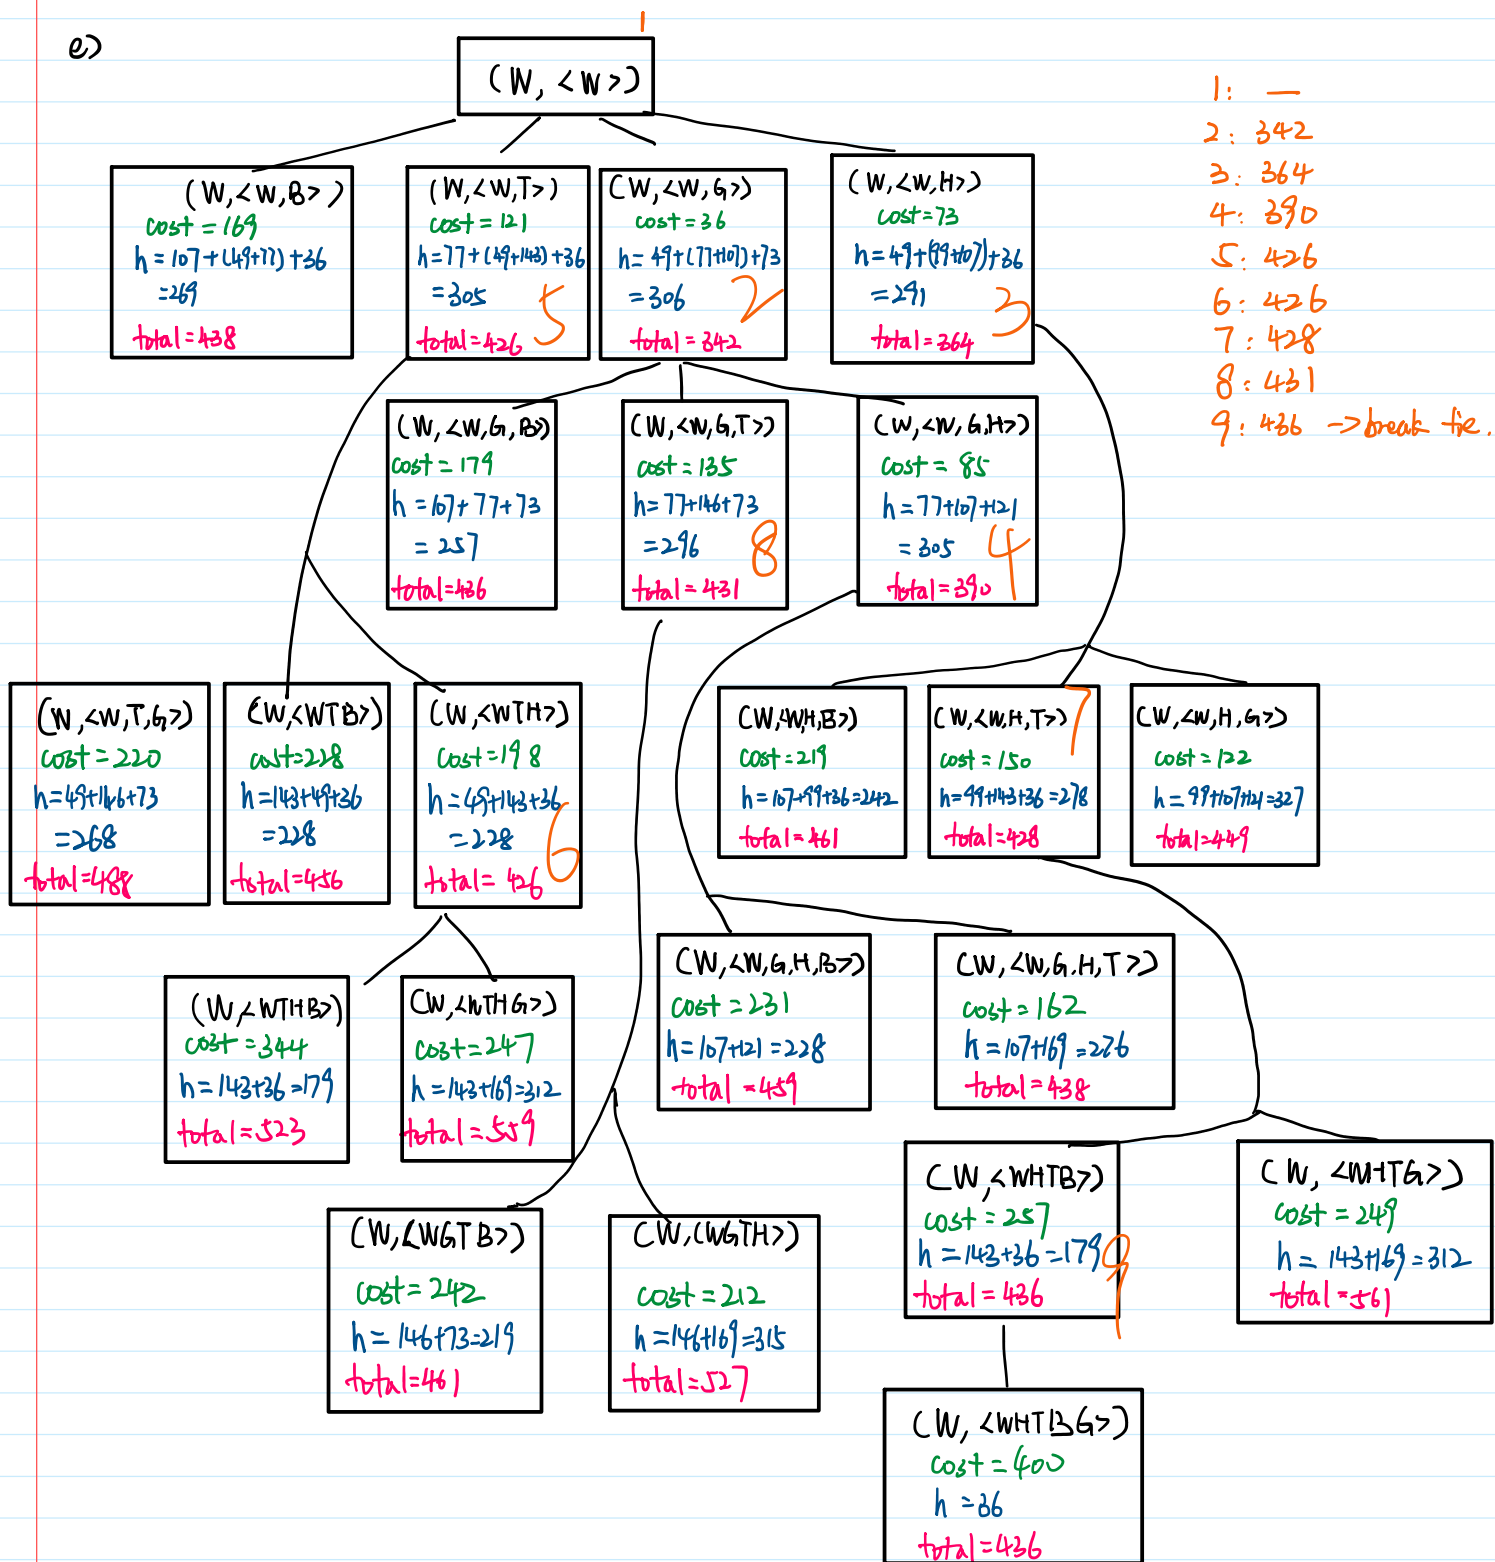 e)
1
(W, <W>)
1: —
2: 342
3: 364
4: 390
5: 426
6: 426
7: 428
8: 431
9: 436 -> break tie.
(W, <W,B>)
cost = 169
h = 107+(49+77)+36
=269
total=438
(W, <W,T>)
cost = 121
h = 77+(49+143)+36
= 305
total=426
5
(W, <W,G>)
cost = 36
h = 49+(77+107)+73
= 306
total = 342
2
(W, <W,H>)
cost = 73
h = 49+(99+107)+36
= 291
total = 364
3
(W, <W,G,B>)
cost = 179
h = 107+77+73
= 257
total=436
(W, <W,G,T>)
cost = 135
h = 77+146+73
= 296
total = 431
8
(W, <W,G,H>)
cost = 85
h = 77+107+121
= 305
total = 390
4
(W, <W,T,G>)
cost = 220
h = 49+146+73
= 268
total=488
(W, <WTB>)
cost=228
h = 143+49+36
= 228
total=456
(W, <WTH>)
cost = 198
h = 49+143+36
= 228
total = 426
6
(W, <WH,B>)
cost = 219
h = 107+99+36=242
total=461
(W, <W,H,T>)
cost = 150
h = 99+143+36=278
total=428
7
(W, <W,H,G>)
cost = 122
h = 99+107+121=327
total=449
(W, <WTHB>)
cost = 344
h = 143+36=179
total=523
(W, <WTHG>)
cost = 247
h = 143+169=312
total=559
(W, <W,G,H,B>)
cost = 231
h = 107+121 = 228
total = 459
(W, <W,G,H,T>)
cost = 162
h = 107+169=276
total=438
(W, <WGTB>)
cost = 242
h = 146+73=219
total=461
(W, (WGTH>)
cost = 212
h = 146+169=315
total=527
(W, <WHTB>)
cost = 257
h = 143+36=179
total = 436
9
(W, <WHTG>)
cost = 249
h = 143+169=312
total=561
(W, <WHTBG>)
cost = 400
h = 36
total=436